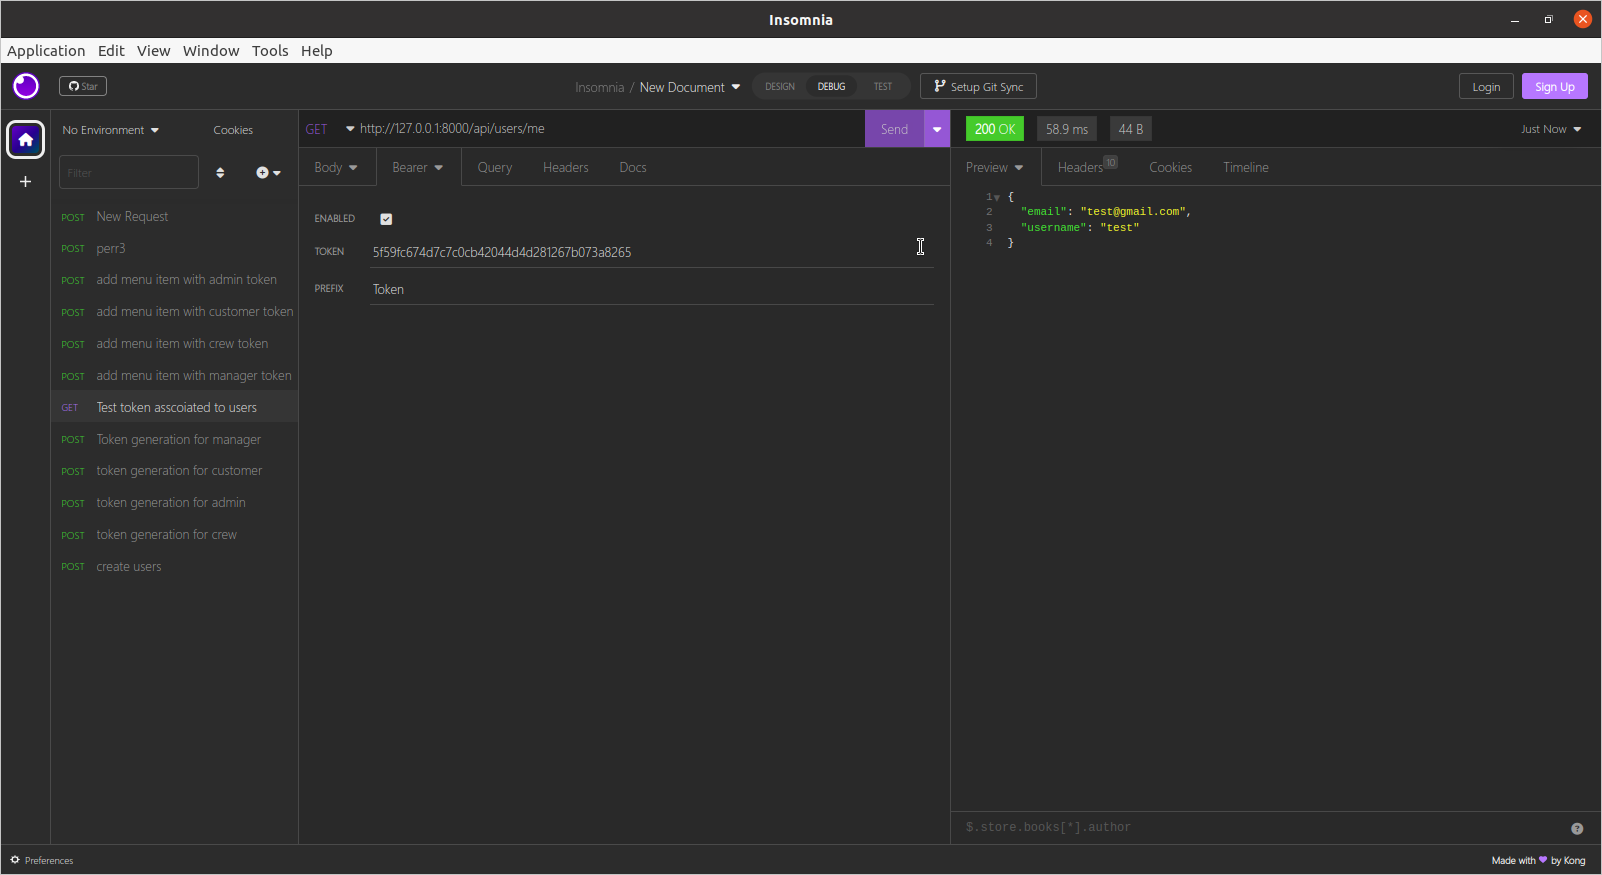 Insomnia
Application Edit View Window Tools Help
Star
Insomnia / New Document
DESIGN DEBUG TEST
Setup Git Sync
Login
Sign Up
No Environment
Cookies
Filter
POST New Request
POST perr3
POST add menu item with admin token
POST add menu item with customer token
POST add menu item with crew token
POST add menu item with manager token
GET Test token asscoiated to users
POST Token generation for manager
POST token generation for customer
POST token generation for admin
POST token generation for crew
POST create users
GET http://127.0.0.1:8000/api/users/me
Send
Body Bearer Query Headers Docs
ENABLED
TOKEN 5f59fc674d7c7c0cb42044d4d281267b073a8265
PREFIX Token
200 OK 58.9 ms 44 B
Just Now
Preview Headers 10 Cookies Timeline
1 {
2 "email": "test@gmail.com",
3 "username": "test"
4 }
$.store.books[*].author
?
Preferences
Made with by Kong